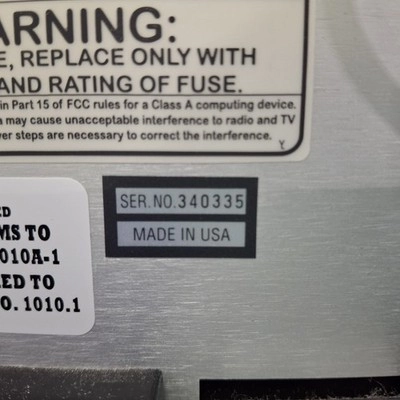 ARNING:
E, REPLACE ONLY WITH
AND RATING OF FUSE.
in Part 15 of FCC rules for a Class A computing device.
a may cause unacceptable interference to radio and TV
ver steps are necessary to correct the interference.
Y
SER. NO. 340335
MADE IN USA
ED
MS TO
010A-1
ED TO
O. 1010.1